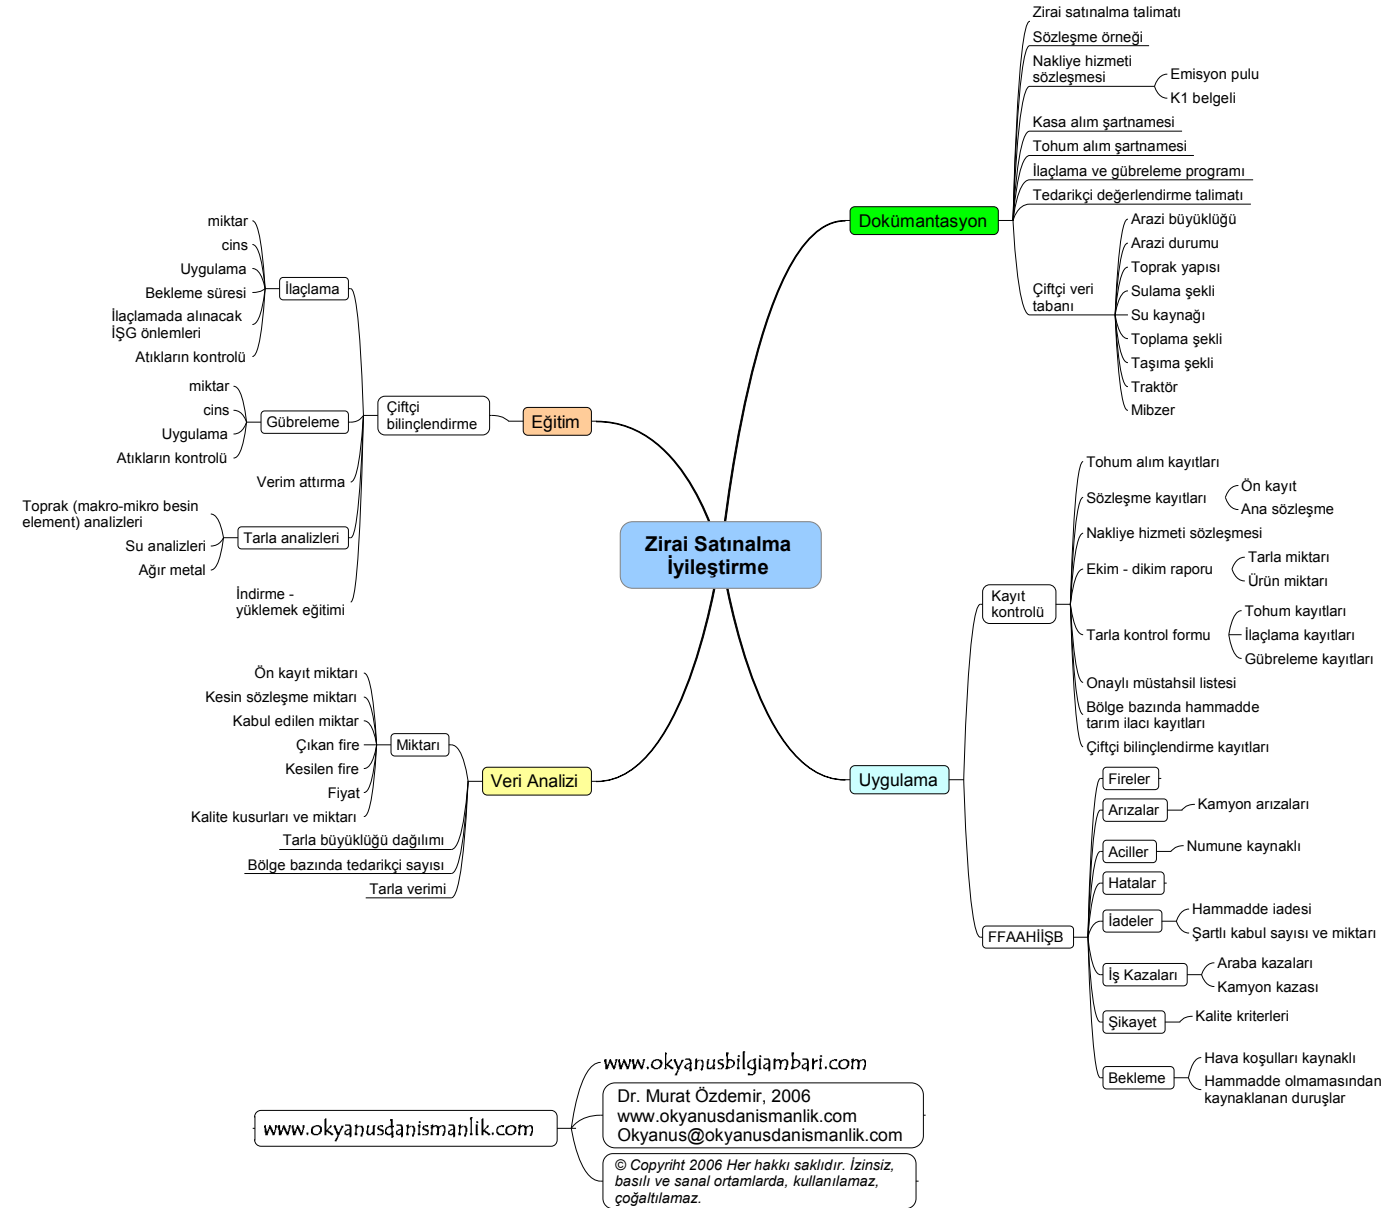 Zirai Satınalma
İyileştirme
Dokümantasyon
Zirai satınalma talimatı
Sözleşme örneği
Nakliye hizmeti
sözleşmesi
Emisyon pulu
K1 belgeli
Kasa alım şartnamesi
Tohum alım şartnamesi
İlaçlama ve gübreleme programı
Tedarikçi değerlendirme talimatı
Çiftçi veri
tabanı
Arazi büyüklüğü
Arazi durumu
Toprak yapısı
Sulama şekli
Su kaynağı
Toplama şekli
Taşıma şekli
Traktör
Mibzer
Uygulama
Kayıt
kontrolü
Tohum alım kayıtları
Sözleşme kayıtları
Ön kayıt
Ana sözleşme
Nakliye hizmeti sözleşmesi
Ekim - dikim raporu
Tarla miktarı
Ürün miktarı
Tarla kontrol formu
Tohum kayıtları
İlaçlama kayıtları
Gübreleme kayıtları
Onaylı müstahsil listesi
Bölge bazında hammadde
tarım ilacı kayıtları
Çiftçi bilinçlendirme kayıtları
FFAAHİİŞB
Fireler
Arızalar
Kamyon arızaları
Aciller
Numune kaynaklı
Hatalar
İadeler
Hammadde iadesi
Şartlı kabul sayısı ve miktarı
İş Kazaları
Araba kazaları
Kamyon kazası
Şikayet
Kalite kriterleri
Bekleme
Hava koşulları kaynaklı
Hammadde olmamasından
kaynaklanan duruşlar
Eğitim
Çiftçi
bilinçlendirme
İlaçlama
miktar
cins
Uygulama
Bekleme süresi
İlaçlamada alınacak
İŞG önlemleri
Atıkların kontrolü
Gübreleme
miktar
cins
Uygulama
Atıkların kontrolü
Verim attırma
Tarla analizleri
Toprak (makro-mikro besin
element) analizleri
Su analizleri
Ağır metal
İndirme -
yüklemek eğitimi
Veri Analizi
Miktarı
Ön kayıt miktarı
Kesin sözleşme miktarı
Kabul edilen miktar
Çıkan fire
Kesilen fire
Fiyat
Kalite kusurları ve miktarı
Tarla büyüklüğü dağılımı
Bölge bazında tedarikçi sayısı
Tarla verimi
www.okyanusdanismanlik.com
www.okyanusbilgiambari.com
Dr. Murat Özdemir, 2006
www.okyanusdanismanlik.com
Okyanus@okyanusdanismanlik.com
© Copyriht 2006 Her hakkı saklıdır. İzinsiz,
basılı ve sanal ortamlarda, kullanılamaz,
çoğaltılamaz.